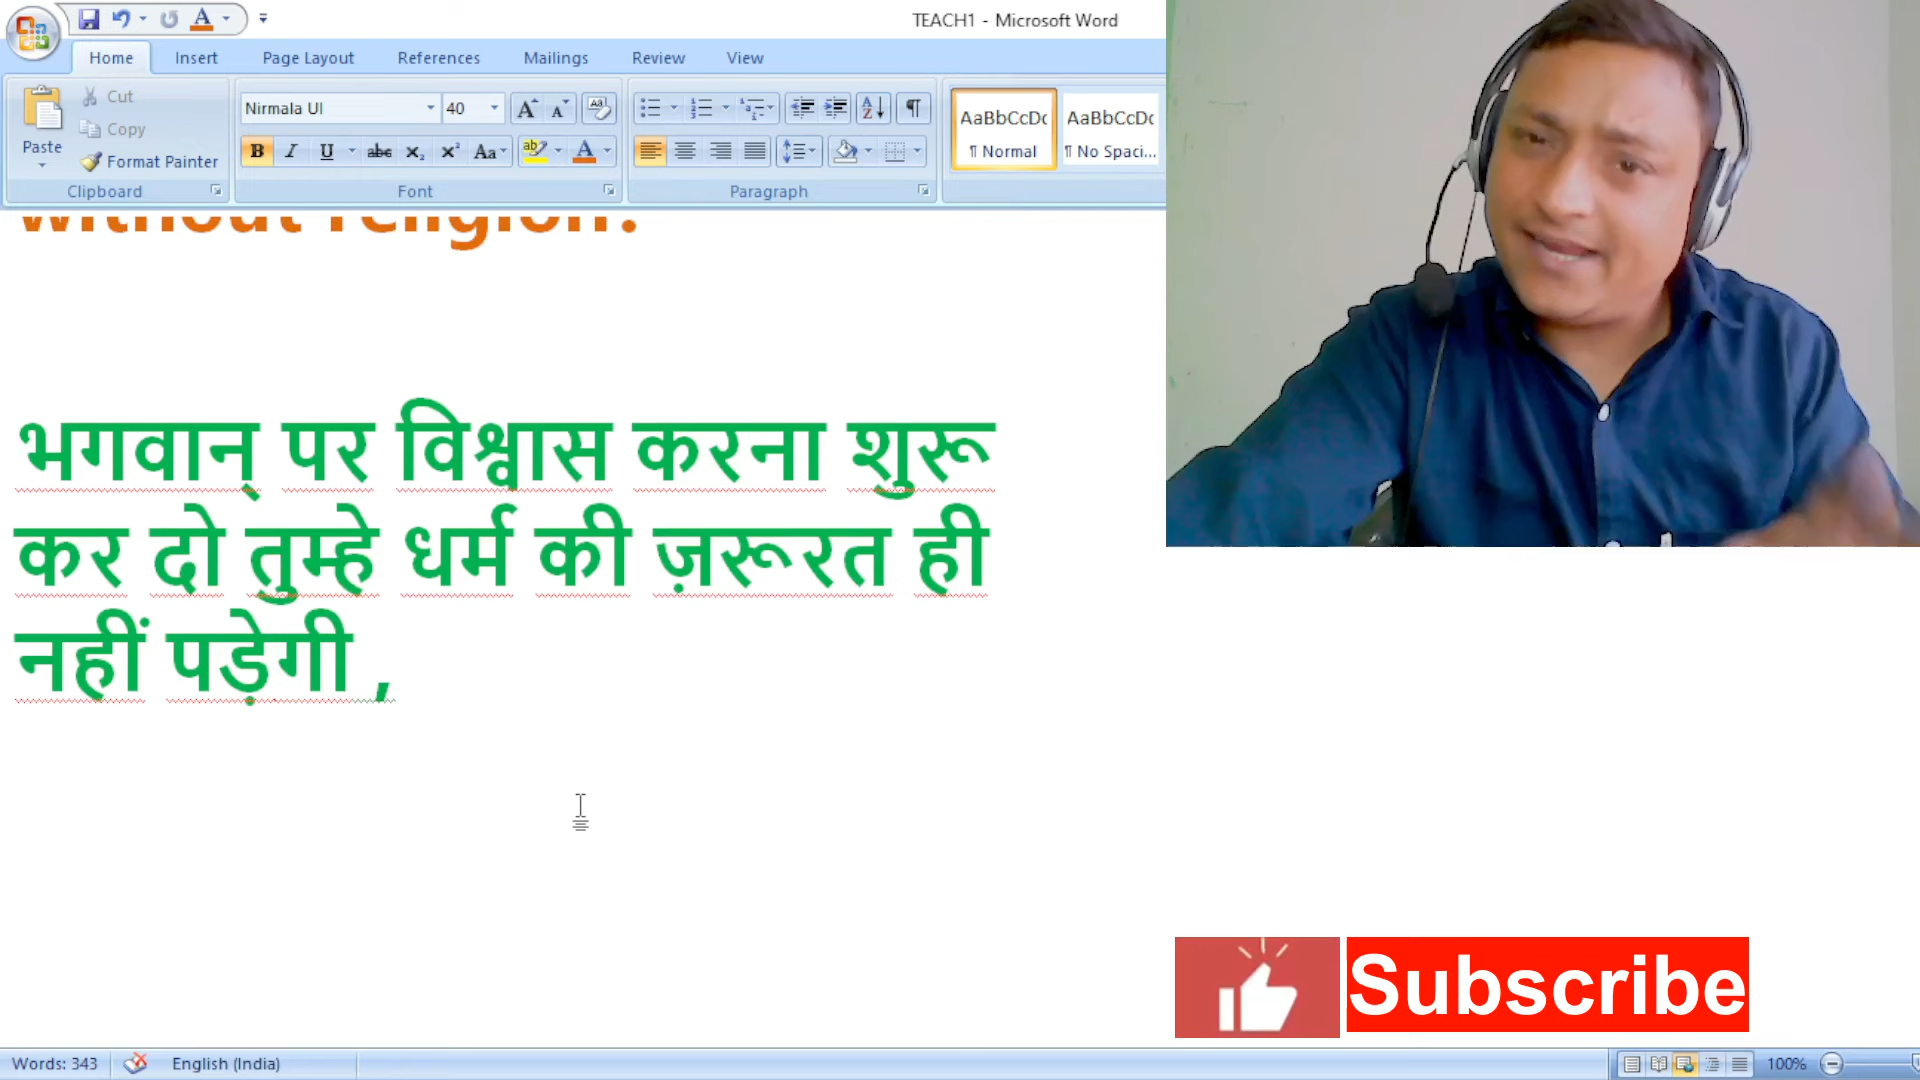 TEACH1 - Microsoft Word
Home Insert Page Layout References Mailings Review View
Paste
Cut
Copy
Format Painter
Clipboard
Nirmala UI 40
Font
Paragraph
AaBbCcDc AaBbCcDc
¶ Normal ¶ No Spaci...
without religion.
भगवान् पर विश्वास करना शुरू
कर दो तुम्हे धर्म की ज़रूरत ही
नहीं पड़ेगी ,
Subscribe
Words: 343 English (India) 100%